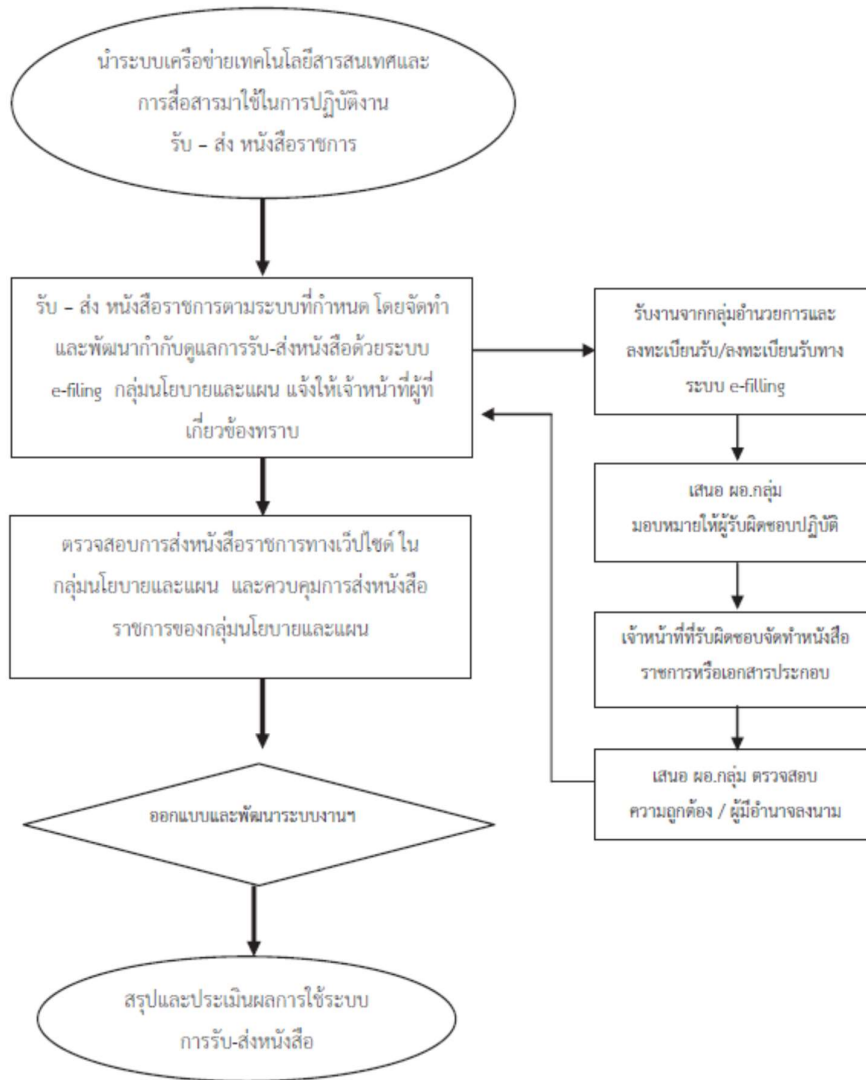 นำระบบเครือข่ายเทคโนโลยีสารสนเทศและ
การสื่อสารมาใช้ในการปฏิบัติงาน
รับ – ส่ง หนังสือราชการ
รับ – ส่ง หนังสือราชการตามระบบที่กำหนด โดยจัดทำ
และพัฒนากำกับดูแลการรับ-ส่งหนังสือด้วยระบบ
e-filing กลุ่มนโยบายและแผน แจ้งให้เจ้าหน้าที่ผู้ที่
เกี่ยวข้องทราบ
รับงานจากกลุ่มอำนวยการและ
ลงทะเบียนรับ/ลงทะเบียนรับทาง
ระบบ e-filling
เสนอ ผอ.กลุ่ม
มอบหมายให้ผู้รับผิดชอบปฏิบัติ
เจ้าหน้าที่ที่รับผิดชอบจัดทำหนังสือ
ราชการหรือเอกสารประกอบ
เสนอ ผอ.กลุ่ม ตรวจสอบ
ความถูกต้อง / ผู้มีอำนาจลงนาม
ตรวจสอบการส่งหนังสือราชการทางเว็ปไซต์ ใน
กลุ่มนโยบายและแผน และควบคุมการส่งหนังสือ
ราชการของกลุ่มนโยบายและแผน
ออกแบบและพัฒนาระบบงานฯ
สรุปและประเมินผลการใช้ระบบ
การรับ-ส่งหนังสือ